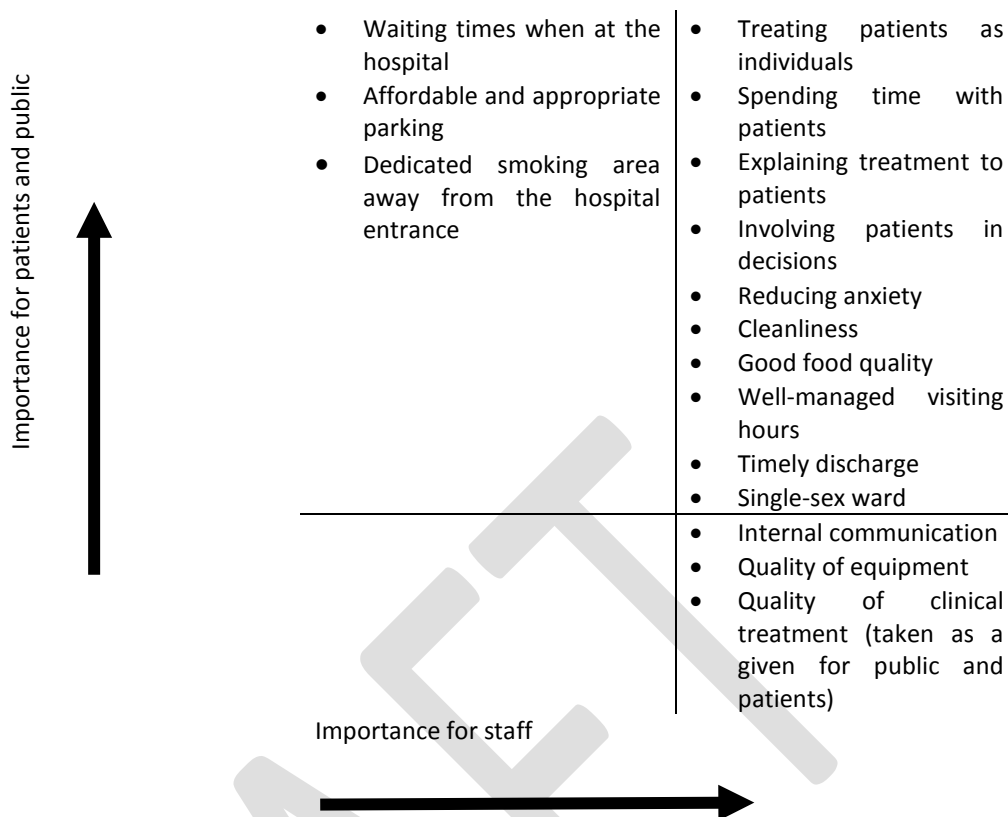 Importance for patients and public
• Waiting times when at the
hospital
• Affordable and appropriate
parking
• Dedicated smoking area
away from the hospital
entrance
• Treating patients as
individuals
• Spending time with
patients
• Explaining treatment to
patients
• Involving patients in
decisions
• Reducing anxiety
• Cleanliness
• Good food quality
• Well-managed visiting
hours
• Timely discharge
• Single-sex ward
• Internal communication
• Quality of equipment
• Quality of clinical
treatment (taken as a
given for public and
patients)
Importance for staff